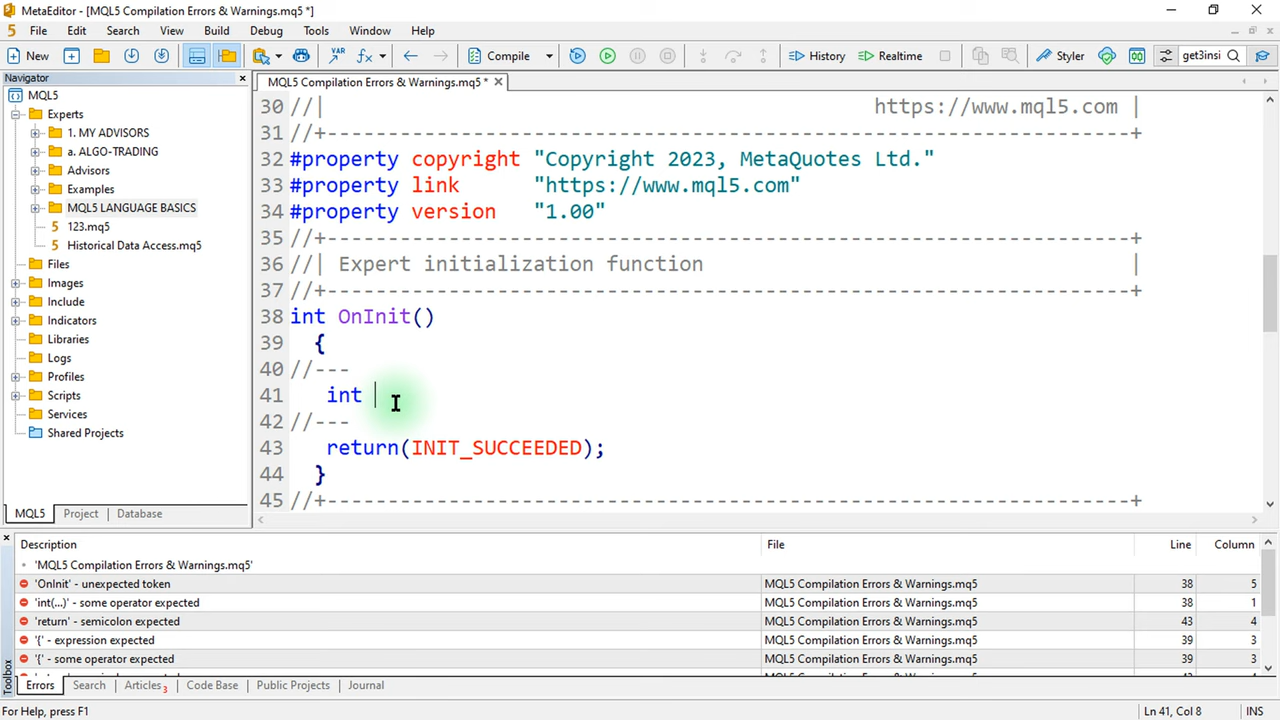 MetaEditor - [MQL5 Compilation Errors & Warnings.mq5 *]
5 File Edit Search View Build Debug Tools Window Help
New VAR fx Compile History Realtime Styler get3insi
Navigator
MQL5 Compilation Errors & Warnings.mq5 *
MQL5
Experts
1. MY ADVISORS
a. ALGO-TRADING
Advisors
Examples
MQL5 LANGUAGE BASICS
5 123.mq5
5 Historical Data Access.mq5
Files
Images
Include
Indicators
Libraries
Logs
Profiles
Scripts
Services
Shared Projects
MQL5 Project Database
30 //| https://www.mql5.com |
31 //+------------------------------------------------------------------+
32 #property copyright "Copyright 2023, MetaQuotes Ltd."
33 #property link "https://www.mql5.com"
34 #property version "1.00"
35 //+------------------------------------------------------------------+
36 //| Expert initialization function |
37 //+------------------------------------------------------------------+
38 int OnInit()
39 {
40 //---
41 int
42 //---
43 return(INIT_SUCCEEDED);
44 }
45 //+------------------------------------------------------------------+
Description File Line Column
'MQL5 Compilation Errors & Warnings.mq5'
'OnInit' - unexpected token MQL5 Compilation Errors & Warnings.mq5 38 5
'int(...)' - some operator expected MQL5 Compilation Errors & Warnings.mq5 38 1
'return' - semicolon expected MQL5 Compilation Errors & Warnings.mq5 43 4
'{' - expression expected MQL5 Compilation Errors & Warnings.mq5 39 3
'{' - some operator expected MQL5 Compilation Errors & Warnings.mq5 39 3
Toolbox
Errors Search Articles 3 Code Base Public Projects Journal
For Help, press F1 Ln 41, Col 8 INS